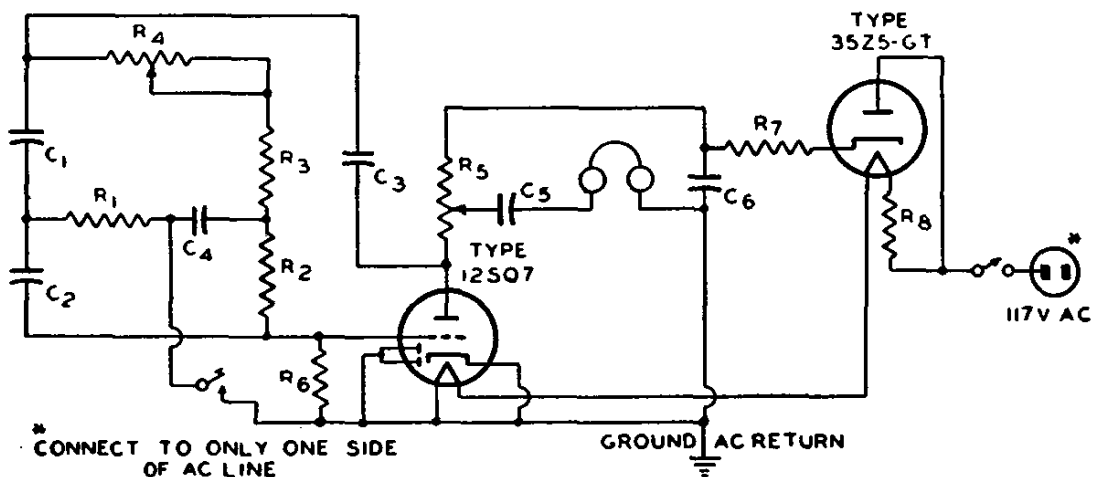 TYPE
35Z5-GT
R4
R7
C1
R3
C3
R5
C5
C6
R1
R8
C4
TYPE
12SQ7
*
C2
R2
117V AC
R6
*
CONNECT TO ONLY ONE SIDE
OF AC LINE
GROUND AC RETURN